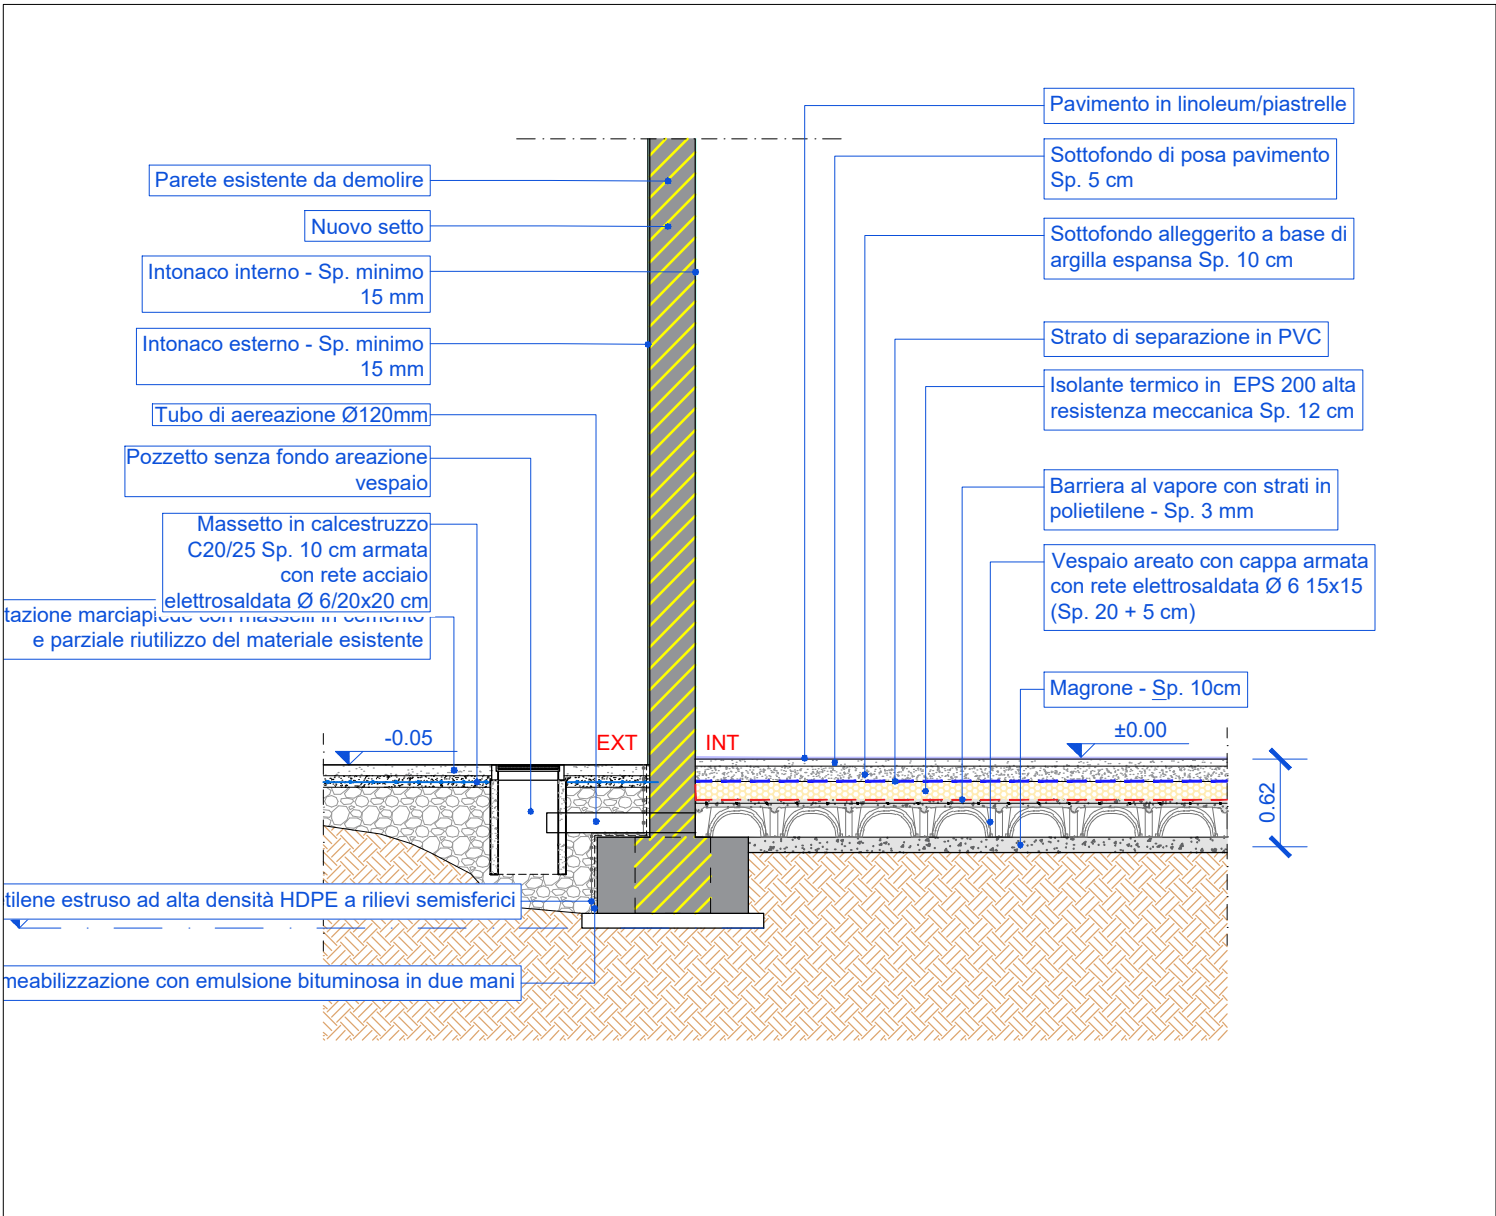 Parete esistente da demolire
Nuovo setto
Intonaco interno - Sp. minimo
15 mm
Intonaco esterno - Sp. minimo
15 mm
Tubo di aereazione Ø120mm
Pozzetto senza fondo areazione
vespaio
Massetto in calcestruzzo
C20/25 Sp. 10 cm armata
con rete acciaio
elettrosaldata Ø 6/20x20 cm
tazione marciapiede con masselli in cemento
e parziale riutilizzo del materiale esistente
-0.05
EXT
INT
tilene estruso ad alta densità HDPE a rilievi semisferici
meabilizzazione con emulsione bituminosa in due mani
Pavimento in linoleum/piastrelle
Sottofondo di posa pavimento
Sp. 5 cm
Sottofondo alleggerito a base di
argilla espansa Sp. 10 cm
Strato di separazione in PVC
Isolante termico in EPS 200 alta
resistenza meccanica Sp. 12 cm
Barriera al vapore con strati in
polietilene - Sp. 3 mm
Vespaio areato con cappa armata
con rete elettrosaldata Ø 6 15x15
(Sp. 20 + 5 cm)
Magrone - Sp. 10cm
±0.00
0.62